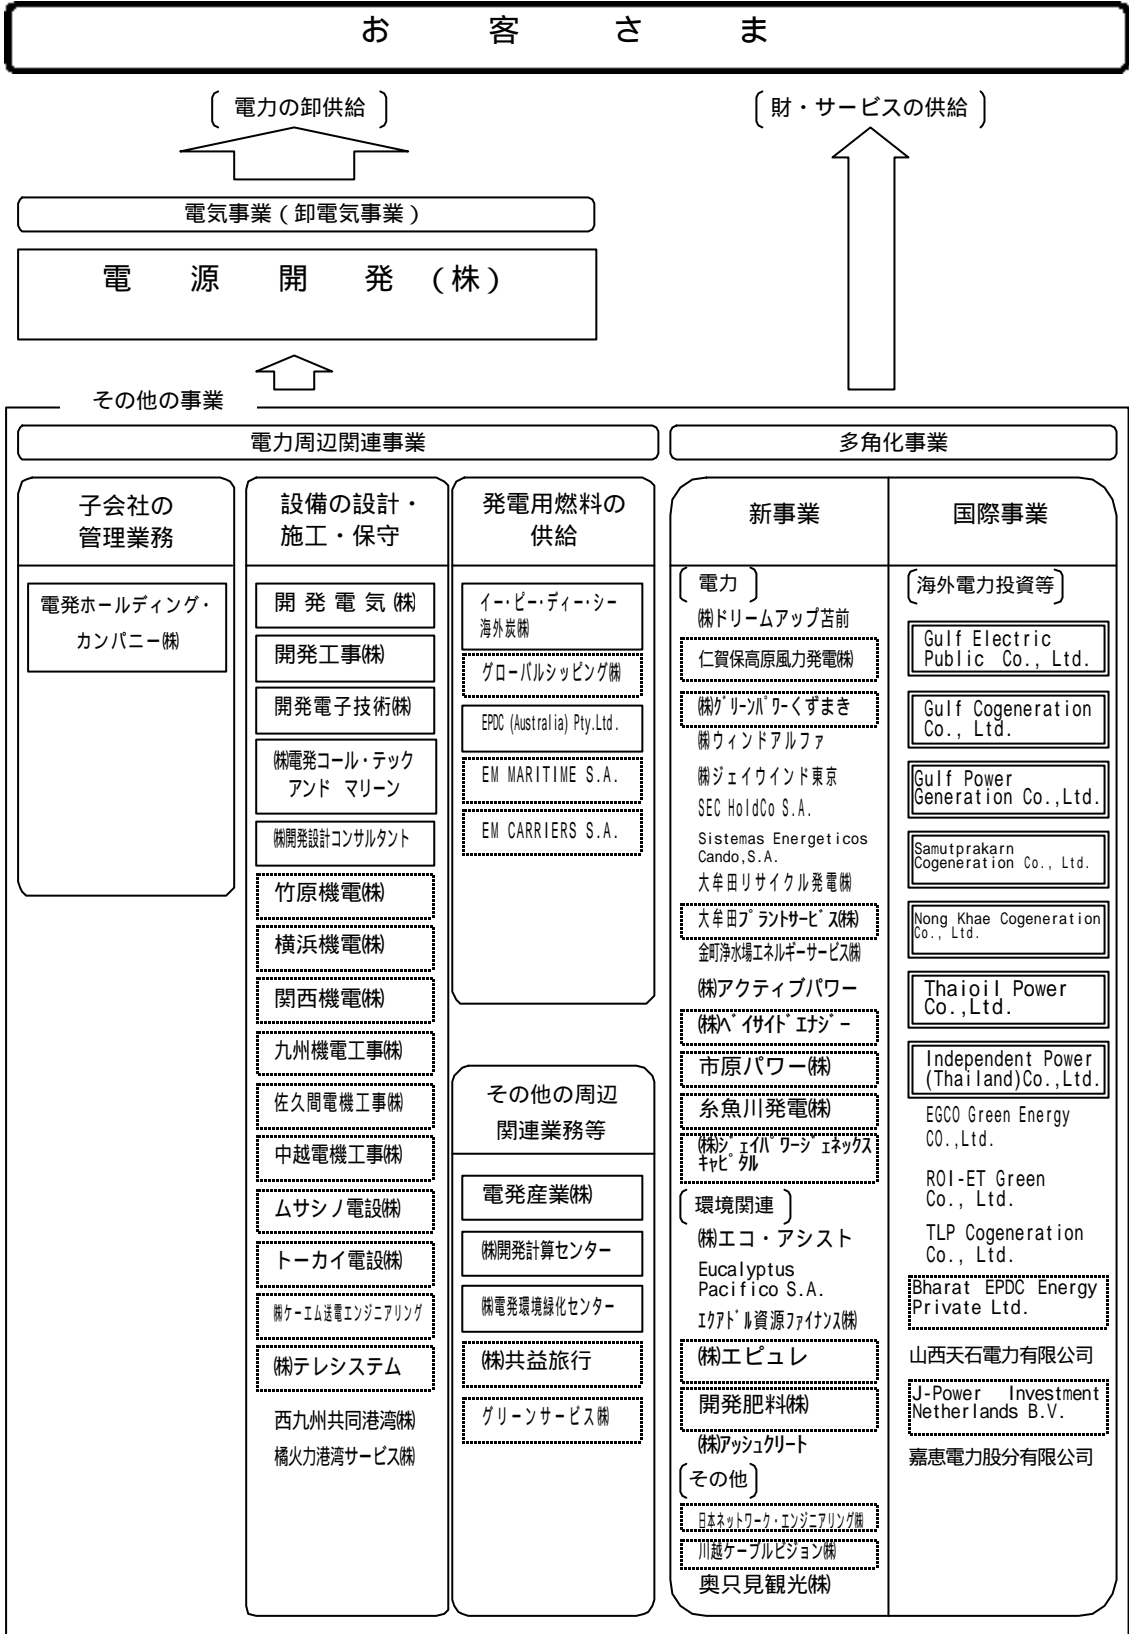 お客さま
電力の卸供給
財・サービスの供給
電気事業(卸電気事業)
電源開発(株)
その他の事業
電力周辺関連事業
多角化事業
子会社の
管理業務
電発ホールディング・
カンパニー㈱
設備の設計・
施工・保守
開発電気㈱
開発工事㈱
開発電子技術㈱
㈱電発コール・テック
アンド マリーン
㈱開発設計コンサルタント
竹原機電㈱
横浜機電㈱
関西機電㈱
九州機電工事㈱
佐久間電機工事㈱
中越電機工事㈱
ムサシノ電設㈱
トーカイ電設㈱
㈱ケーエム送電エンジニアリング
㈱テレシステム
西九州共同港湾㈱
橘火力港湾サービス㈱
発電用燃料の
供給
イー・ピー・ディー・シー
海外炭㈱
グローバルシッピング㈱
EPDC (Australia) Pty.Ltd.
EM MARITIME S.A.
EM CARRIERS S.A.
その他の周辺
関連業務等
電発産業㈱
㈱開発計算センター
㈱電発環境緑化センター
㈱共益旅行
グリーンサービス㈱
新事業
電力
㈱ドリームアップ苫前
仁賀保高原風力発電㈱
㈱グリーンパワーくずまき
㈱ウィンドアルファ
㈱ジェイウインド東京
SEC HoldCo S.A.
Sistemas Energeticos
Cando,S.A.
大牟田リサイクル発電㈱
大牟田プラントサービス㈱
金町浄水場エネルギーサービス㈱
㈱アクティブパワー
㈱ベイサイドエナジー
市原パワー㈱
糸魚川発電㈱
㈱ジェイパワージェネックス
キャピタル
環境関連
㈱エコ・アシスト
Eucalyptus
Pacifico S.A.
エクアドル資源ファイナンス㈱
㈱エピュレ
開発肥料㈱
㈱アッシュクリート
その他
日本ネットワーク・エンジニアリング㈱
川越ケーブルビジョン㈱
奥只見観光㈱
国際事業
海外電力投資等
Gulf Electric
Public Co., Ltd.
Gulf Cogeneration
Co., Ltd.
Gulf Power
Generation Co.,Ltd.
Samutprakarn
Cogeneration Co., Ltd.
Nong Khae Cogeneration
Co., Ltd.
Thaioil Power
Co.,Ltd.
Independent Power
(Thailand)Co.,Ltd.
EGCO Green Energy
CO.,Ltd.
ROI-ET Green
Co., Ltd.
TLP Cogeneration
Co., Ltd.
Bharat EPDC Energy
Private Ltd.
山西天石電力有限公司
J-Power Investment
Netherlands B.V.
嘉恵電力股分有限公司